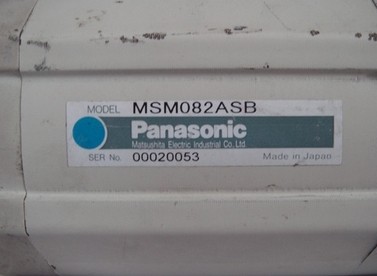 MODEL MSM082ASB
Panasonic
Matsushita Electric Industrial Co., Ltd.
SER No. 00020053 Made in Japan